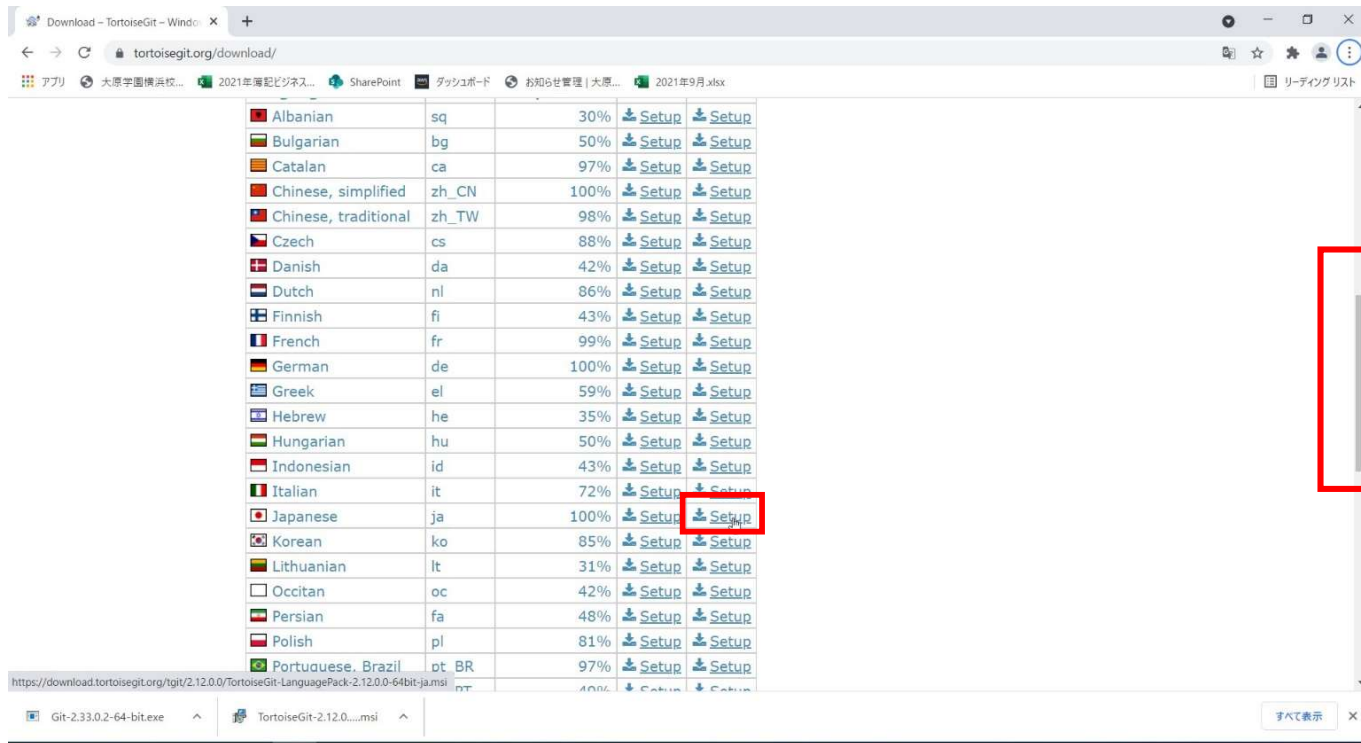 Download – TortoiseGit – Windo
tortoisegit.org/download/
アプリ 大原学園横浜校... 2021年簿記ビジネス... SharePoint ダッシュボード お知らせ管理 | 大原... 2021年9月.xlsx リーディング リスト
Albanian sq 30% Setup Setup
Bulgarian bg 50% Setup Setup
Catalan ca 97% Setup Setup
Chinese, simplified zh_CN 100% Setup Setup
Chinese, traditional zh_TW 98% Setup Setup
Czech cs 88% Setup Setup
Danish da 42% Setup Setup
Dutch nl 86% Setup Setup
Finnish fi 43% Setup Setup
French fr 99% Setup Setup
German de 100% Setup Setup
Greek el 59% Setup Setup
Hebrew he 35% Setup Setup
Hungarian hu 50% Setup Setup
Indonesian id 43% Setup Setup
Italian it 72% Setup Setup
Japanese ja 100% Setup Setup
Korean ko 85% Setup Setup
Lithuanian lt 31% Setup Setup
Occitan oc 42% Setup Setup
Persian fa 48% Setup Setup
Polish pl 81% Setup Setup
Portuguese, Brazil pt_BR 97% Setup Setup
https://download.tortoisegit.org/tgit/2.12.0.0/TortoiseGit-LanguagePack-2.12.0.0-64bit-ja.msi
Git-2.33.0.2-64-bit.exe TortoiseGit-2.12.0.....msi すべて表示